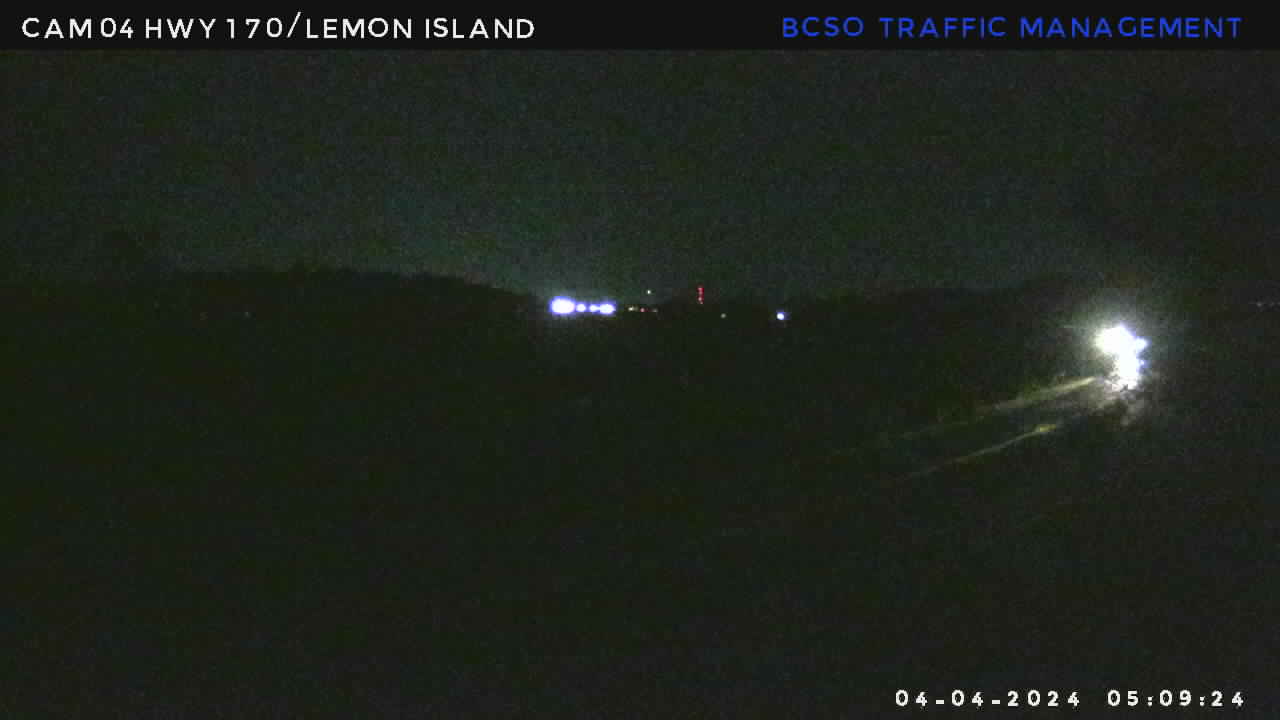 CAM04 HWY 170/LEMON ISLAND
BCSO TRAFFIC MANAGEMENT
04-04-2024 05:09:24